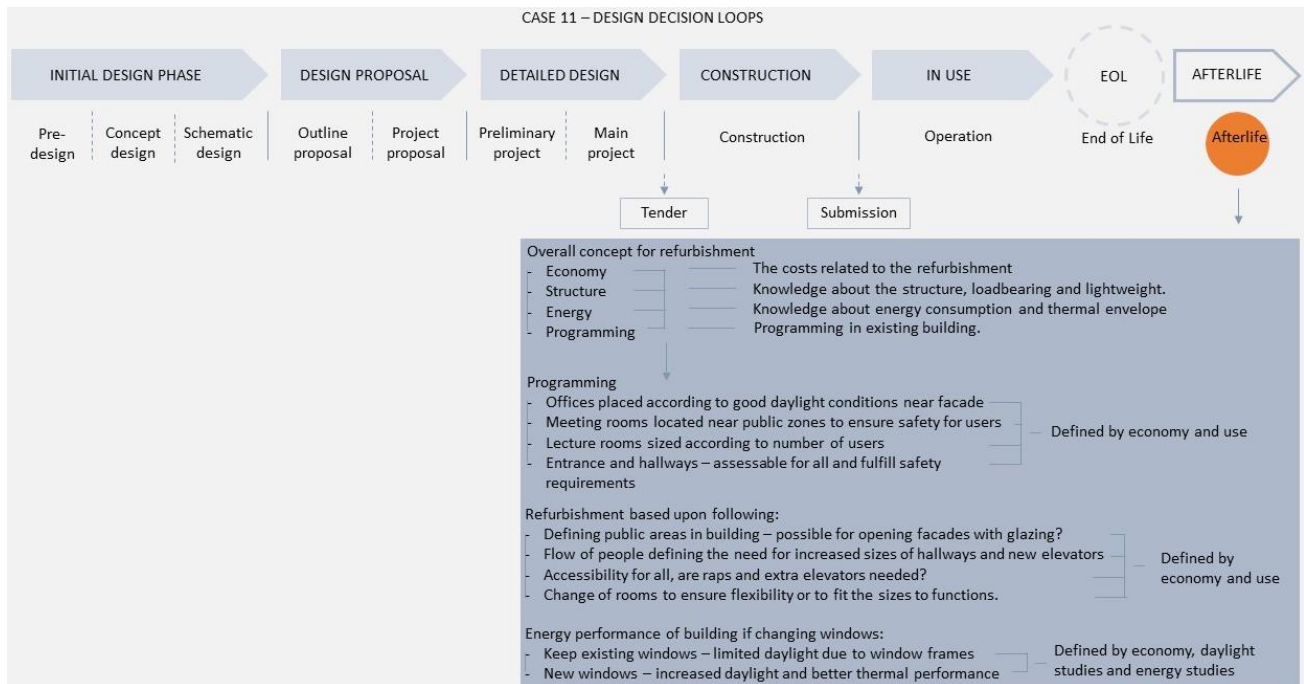 CASE 11 – DESIGN DECISION LOOPS
INITIAL DESIGN PHASE
DESIGN PROPOSAL
DETAILED DESIGN
CONSTRUCTION
IN USE
EOL
AFTERLIFE
Pre-
design
Concept
design
Schematic
design
Outline
proposal
Project
proposal
Preliminary
project
Main
project
Construction
Operation
End of Life
Afterlife
Tender
Submission
Overall concept for refurbishment
- Economy
The costs related to the refurbishment
- Structure
Knowledge about the structure, loadbearing and lightweight.
- Energy
Knowledge about energy consumption and thermal envelope
- Programming
Programming in existing building.
Programming
- Offices placed according to good daylight conditions near facade
- Meeting rooms located near public zones to ensure safety for users
- Lecture rooms sized according to number of users
- Entrance and hallways – assessable for all and fulfill safety
requirements
Defined by economy and use
Refurbishment based upon following:
- Defining public areas in building – possible for opening facades with glazing?
- Flow of people defining the need for increased sizes of hallways and new elevators
- Accessibility for all, are raps and extra elevators needed?
- Change of rooms to ensure flexibility or to fit the sizes to functions.
Defined by
economy and use
Energy performance of building if changing windows:
- Keep existing windows – limited daylight due to window frames
- New windows – increased daylight and better thermal performance
Defined by economy, daylight
studies and energy studies